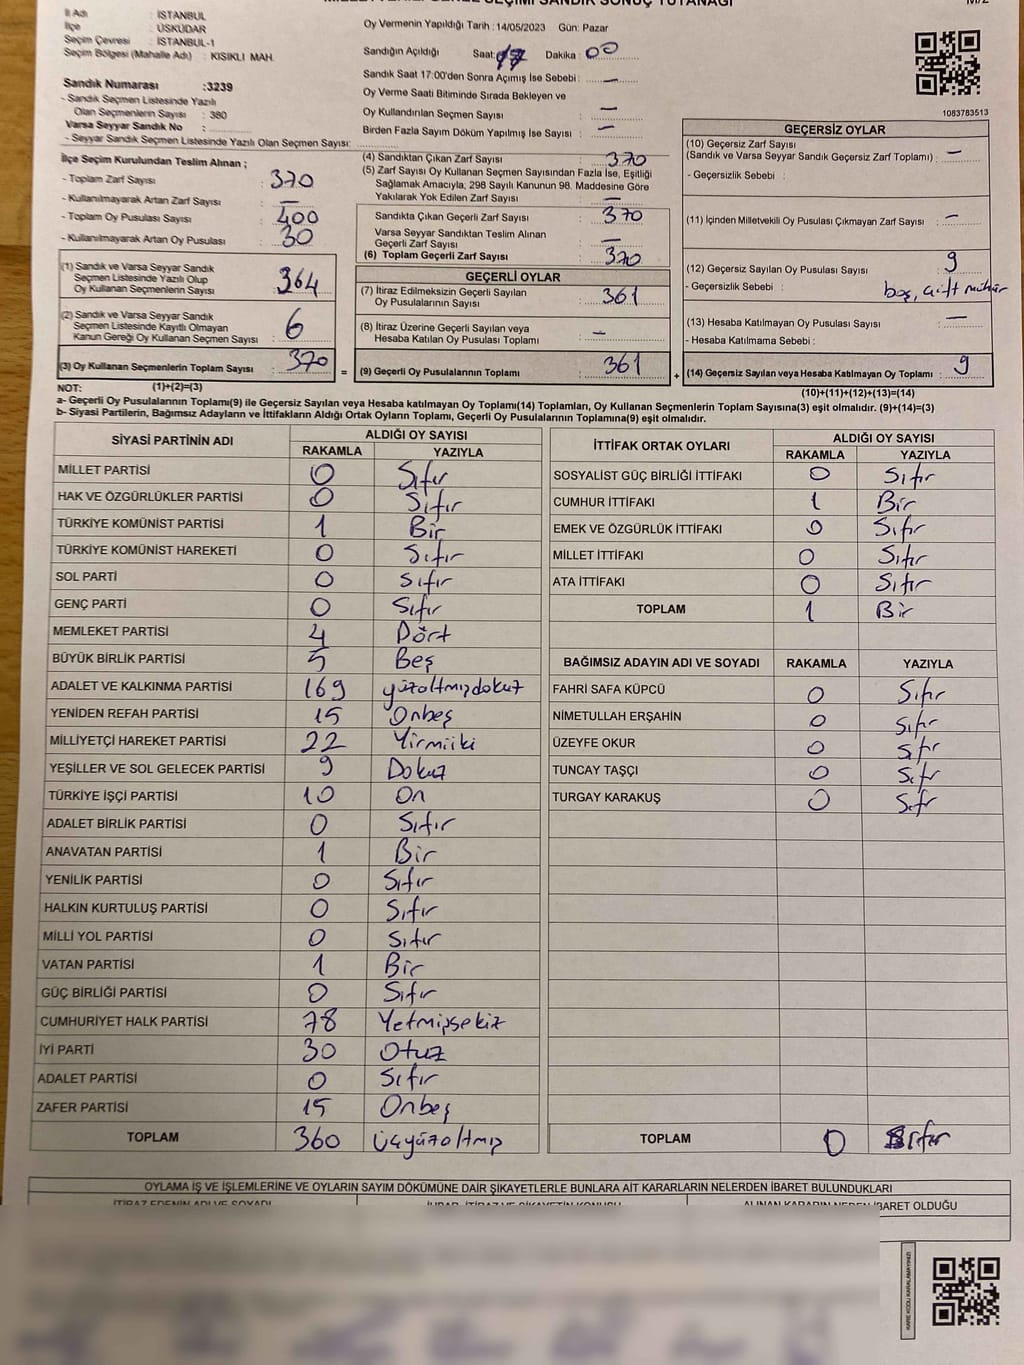 MİLLETVEKİLİ GENEL SEÇİMİ SANDIK SONUÇ TUTANAĞI
İl Adı : İSTANBUL
İlçe : ÜSKÜDAR
Seçim Çevresi : İSTANBUL-1
Seçim Bölgesi (Mahalle Adı) : KISIKLI MAH.
Sandık Numarası :3239
- Sandık Seçmen Listesinde Yazılı
Olan Seçmenlerin Sayısı : 380
Varsa Seyyar Sandık No :
- Seyyar Sandık Seçmen Listesinde Yazılı Olan Seçmen Sayısı:
İlçe Seçim Kurulundan Teslim Alınan ;
- Toplam Zarf Sayısı : 370
- Kullanılmayarak Artan Zarf Sayısı : —
- Toplam Oy Pusulası Sayısı : 400
- Kullanılmayarak Artan Oy Pusulası : 30
(1) Sandık ve Varsa Seyyar Sandık
Seçmen Listesinde Yazılı Olup
Oy Kullanan Seçmenlerin Sayısı : 364
(2) Sandık ve Varsa Seyyar Sandık
Seçmen Listesinde Kayıtlı Olmayan
Kanun Gereği Oy Kullanan Seçmen Sayısı : 6
(3) Oy Kullanan Seçmenlerin Toplam Sayısı : 370
Oy Vermenin Yapıldığı Tarih : 14/05/2023 Gün: Pazar
Sandığın Açıldığı Saat: 17 Dakika : 00
Sandık Saat 17:00'den Sonra Açımış İse Sebebi : —
Oy Verme Saati Bitiminde Sırada Bekleyen ve
Oy Kullandırılan Seçmen Sayısı : —
Birden Fazla Sayım Döküm Yapılmış İse Sayısı : —
(4) Sandıktan Çıkan Zarf Sayısı : 370
(5) Zarf Sayısı Oy Kullanan Seçmen Sayısından Fazla İse, Eşitliği
Sağlamak Amacıyla, 298 Sayılı Kanunun 98. Maddesine Göre
Yakılarak Yok Edilen Zarf Sayısı : —
Sandıkta Çıkan Geçerli Zarf Sayısı : 370
Varsa Seyyar Sandıktan Teslim Alınan
Geçerli Zarf Sayısı : —
(6) Toplam Geçerli Zarf Sayısı : 370
GEÇERLİ OYLAR
(7) İtiraz Edilmeksizin Geçerli Sayılan
Oy Pusulalarının Sayısı : 361
(8) İtiraz Üzerine Geçerli Sayılan veya
Hesaba Katılan Oy Pusulası Toplamı : —
= (9) Geçerli Oy Pusulalarının Toplamı : 361
1083783513
GEÇERSİZ OYLAR
(10) Geçersiz Zarf Sayısı
(Sandık ve Varsa Seyyar Sandık Geçersiz Zarf Toplamı) : —
- Geçersizlik Sebebi :
(11) İçinden Milletvekili Oy Pusulası Çıkmayan Zarf Sayısı : —
(12) Geçersiz Sayılan Oy Pusulası Sayısı : 9
- Geçersizlik Sebebi : boş, çift mühür
(13) Hesaba Katılmayan Oy Pusulası Sayısı : —
- Hesaba Katılmama Sebebi :
+ (14) Geçersiz Sayılan veya Hesaba Katılmayan Oy Toplamı : 9
NOT: (1)+(2)=(3) (10)+(11)+(12)+(13)=(14)
a- Geçerli Oy Pusulalarının Toplamı(9) ile Geçersiz Sayılan veya Hesaba katılmayan Oy Toplamı(14) Toplamları, Oy Kullanan Seçmenlerin Toplam Sayısına(3) eşit olmalıdır. (9)+(14)=(3)
b- Siyasi Partilerin, Bağımsız Adayların ve İttifakların Aldığı Ortak Oyların Toplamı, Geçerli Oy Pusulalarının Toplamına(9) eşit olmalıdır.
SİYASİ PARTİNİN ADI ALDIĞI OY SAYISI
RAKAMLA YAZIYLA
MİLLET PARTİSİ 0 Sıfır
HAK VE ÖZGÜRLÜKLER PARTİSİ 0 Sıfır
TÜRKİYE KOMÜNİST PARTİSİ 1 Bir
TÜRKİYE KOMÜNİST HAREKETİ 0 Sıfır
SOL PARTİ 0 Sıfır
GENÇ PARTİ 0 Sıfır
MEMLEKET PARTİSİ 4 Dört
BÜYÜK BİRLİK PARTİSİ 5 Beş
ADALET VE KALKINMA PARTİSİ 169 yüzaltmışdokuz
YENİDEN REFAH PARTİSİ 15 Onbeş
MİLLİYETÇİ HAREKET PARTİSİ 22 Yirmiiki
YEŞİLLER VE SOL GELECEK PARTİSİ 9 Dokuz
TÜRKİYE İŞÇİ PARTİSİ 10 On
ADALET BİRLİK PARTİSİ 0 Sıfır
ANAVATAN PARTİSİ 1 Bir
YENİLİK PARTİSİ 0 Sıfır
HALKIN KURTULUŞ PARTİSİ 0 Sıfır
MİLLİ YOL PARTİSİ 0 Sıfır
VATAN PARTİSİ 1 Bir
GÜÇ BİRLİĞİ PARTİSİ 0 Sıfır
CUMHURİYET HALK PARTİSİ 78 Yetmişsekiz
İYİ PARTİ 30 Otuz
ADALET PARTİSİ 0 Sıfır
ZAFER PARTİSİ 15 Onbeş
TOPLAM 360 Üçyüzaltmış
İTTİFAK ORTAK OYLARI ALDIĞI OY SAYISI
RAKAMLA YAZIYLA
SOSYALİST GÜÇ BİRLİĞİ İTTİFAKI 0 Sıfır
CUMHUR İTTİFAKI 1 Bir
EMEK VE ÖZGÜRLÜK İTTİFAKI 0 Sıfır
MİLLET İTTİFAKI 0 Sıfır
ATA İTTİFAKI 0 Sıfır
TOPLAM 1 Bir
BAĞIMSIZ ADAYIN ADI VE SOYADI RAKAMLA YAZIYLA
FAHRİ SAFA KÜPCÜ 0 Sıfır
NİMETULLAH ERŞAHİN 0 Sıfır
ÜZEYFE OKUR 0 Sıfır
TUNCAY TAŞÇI 0 Sıfır
TURGAY KARAKUŞ 0 Sıfır
TOPLAM 0 Sıfır
OYLAMA İŞ VE İŞLEMLERİNE VE OYLARIN SAYIM DÖKÜMÜNE DAİR ŞİKAYETLERLE BUNLARA AİT KARARLARIN NELERDEN İBARET BULUNDUKLARI
İTİRAZ EDENİN ADI VE SOYADI
ALINAN KARARIN NEDEN İBARET OLDUĞU
KARE KODU KARALAMAYINIZ!